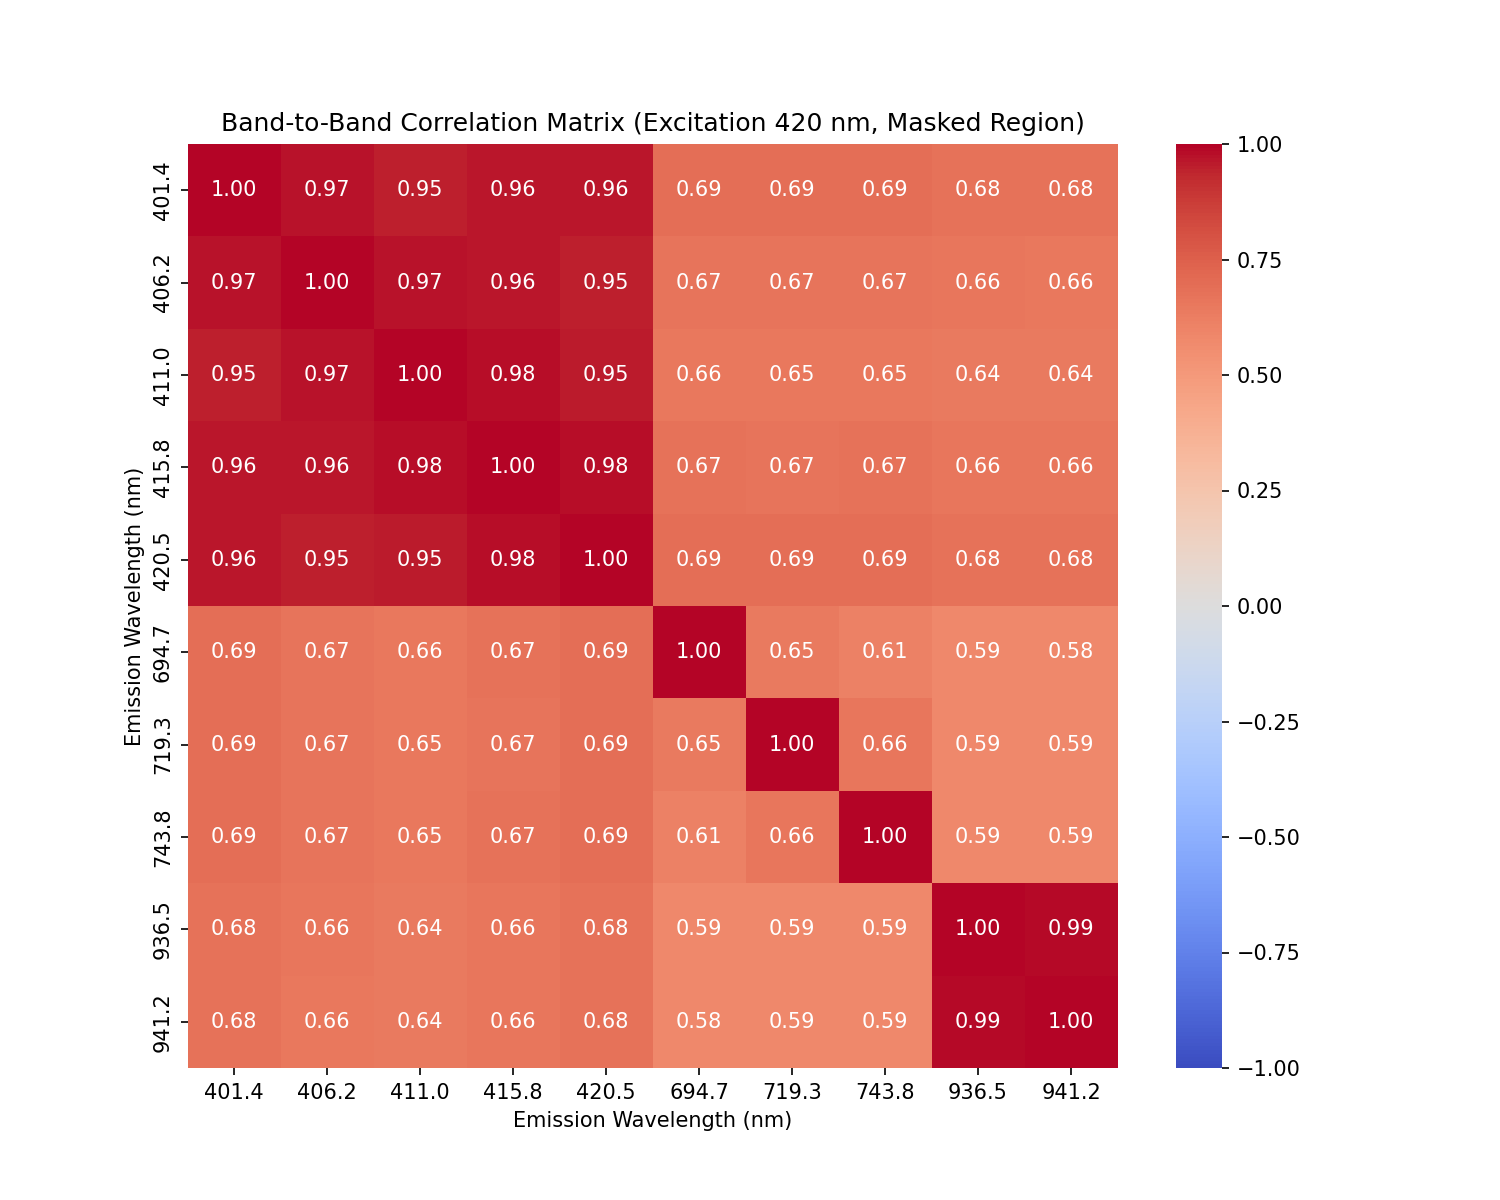 Band-to-Band Correlation Matrix (Excitation 420 nm, Masked Region)
401.4 1.00 0.97 0.95 0.96 0.96 0.69 0.69 0.69 0.68 0.68
406.2 0.97 1.00 0.97 0.96 0.95 0.67 0.67 0.67 0.66 0.66
411.0 0.95 0.97 1.00 0.98 0.95 0.66 0.65 0.65 0.64 0.64
415.8 0.96 0.96 0.98 1.00 0.98 0.67 0.67 0.67 0.66 0.66
420.5 0.96 0.95 0.95 0.98 1.00 0.69 0.69 0.69 0.68 0.68
694.7 0.69 0.67 0.66 0.67 0.69 1.00 0.65 0.61 0.59 0.58
719.3 0.69 0.67 0.65 0.67 0.69 0.65 1.00 0.66 0.59 0.59
743.8 0.69 0.67 0.65 0.67 0.69 0.61 0.66 1.00 0.59 0.59
936.5 0.68 0.66 0.64 0.66 0.68 0.59 0.59 0.59 1.00 0.99
941.2 0.68 0.66 0.64 0.66 0.68 0.58 0.59 0.59 0.99 1.00
401.4 406.2 411.0 415.8 420.5 694.7 719.3 743.8 936.5 941.2
Emission Wavelength (nm)
Emission Wavelength (nm)
1.00
0.75
0.50
0.25
0.00
−0.25
−0.50
−0.75
−1.00